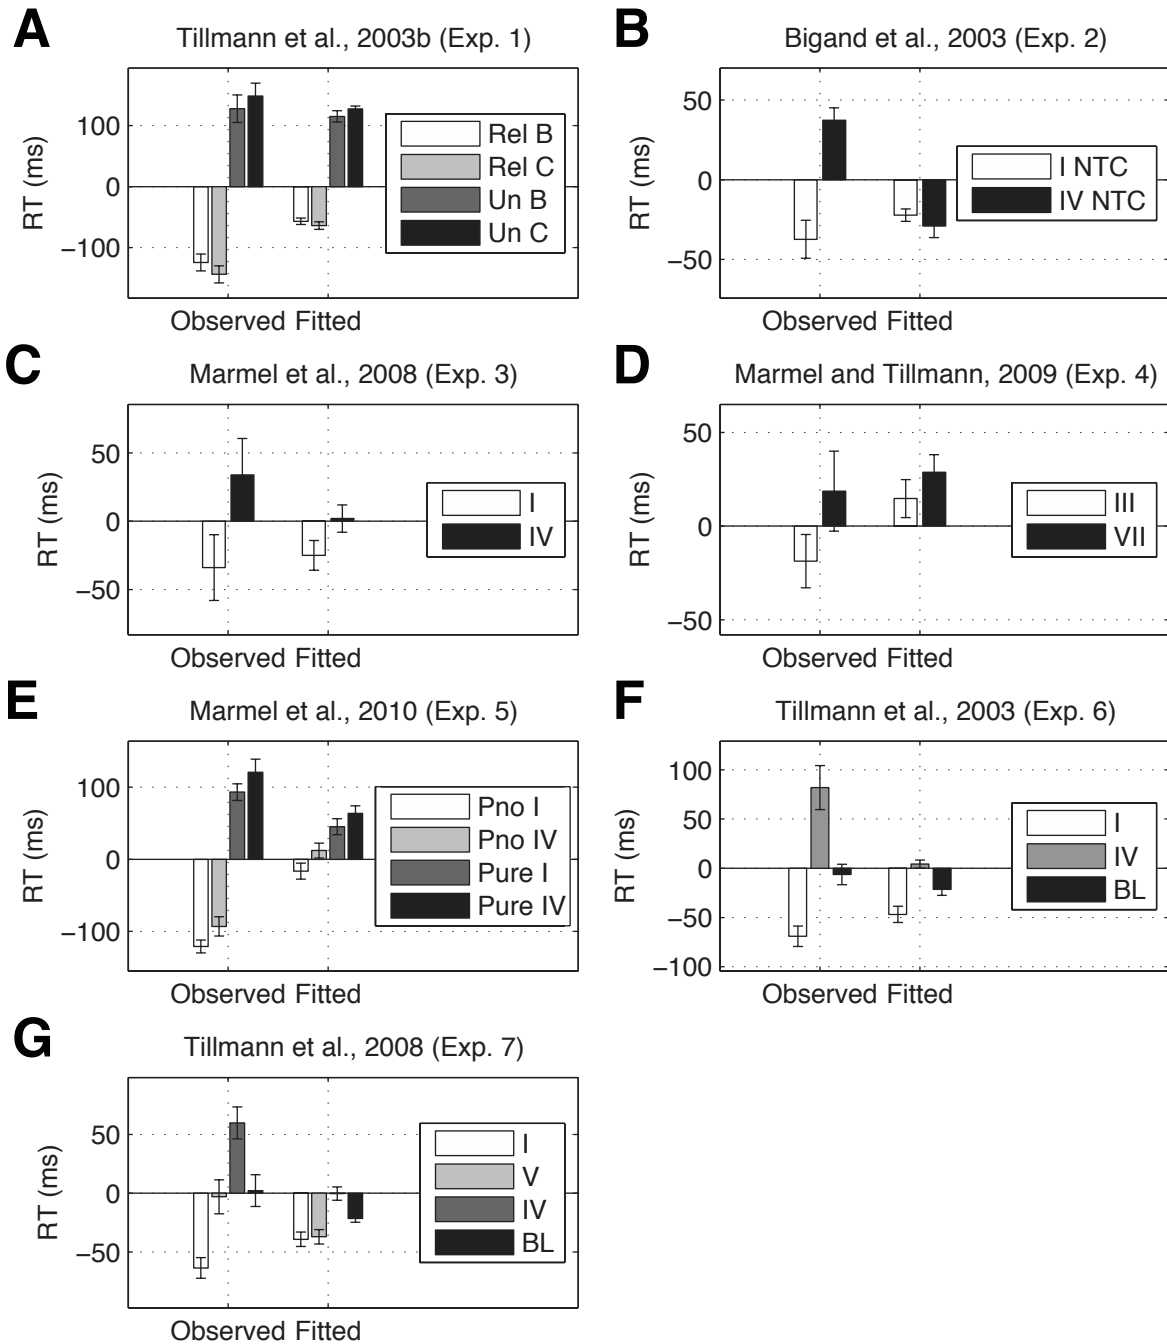 A
Tillmann et al., 2003b (Exp. 1)
RT (ms)
100
0
−100
Rel B
Rel C
Un B
Un C
Observed Fitted
B
Bigand et al., 2003 (Exp. 2)
RT (ms)
50
0
−50
I NTC
IV NTC
Observed Fitted
C
Marmel et al., 2008 (Exp. 3)
RT (ms)
50
0
−50
I
IV
Observed Fitted
D
Marmel and Tillmann, 2009 (Exp. 4)
RT (ms)
50
0
−50
III
VII
Observed Fitted
E
Marmel et al., 2010 (Exp. 5)
RT (ms)
100
0
−100
Pno I
Pno IV
Pure I
Pure IV
Observed Fitted
F
Tillmann et al., 2003 (Exp. 6)
RT (ms)
100
50
0
−50
−100
I
IV
BL
Observed Fitted
G
Tillmann et al., 2008 (Exp. 7)
RT (ms)
50
0
−50
I
V
IV
BL
Observed Fitted